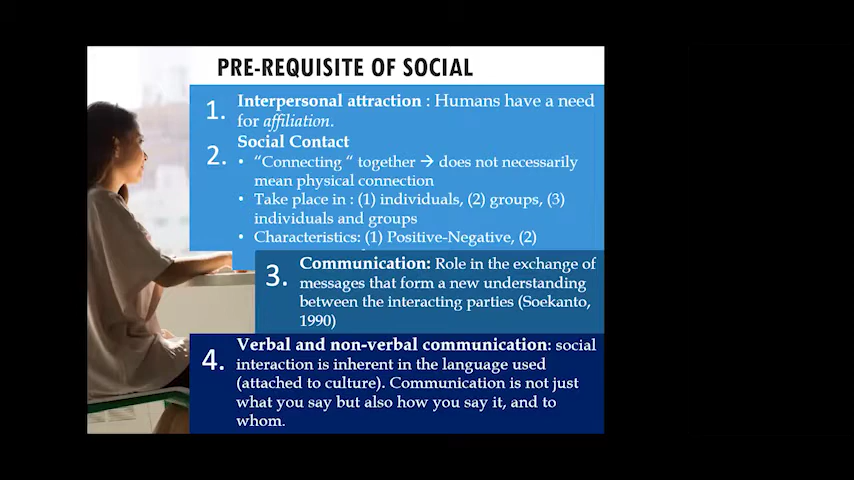 PRE-REQUISITE OF SOCIAL
1. Interpersonal attraction : Humans have a need
for affiliation.
2. Social Contact
• “Connecting “ together → does not necessarily
mean physical connection
• Take place in : (1) individuals, (2) groups, (3)
individuals and groups
• Characteristics: (1) Positive-Negative, (2)
3. Communication: Role in the exchange of
messages that form a new understanding
between the interacting parties (Soekanto,
1990)
4. Verbal and non-verbal communication: social
interaction is inherent in the language used
(attached to culture). Communication is not just
what you say but also how you say it, and to
whom.